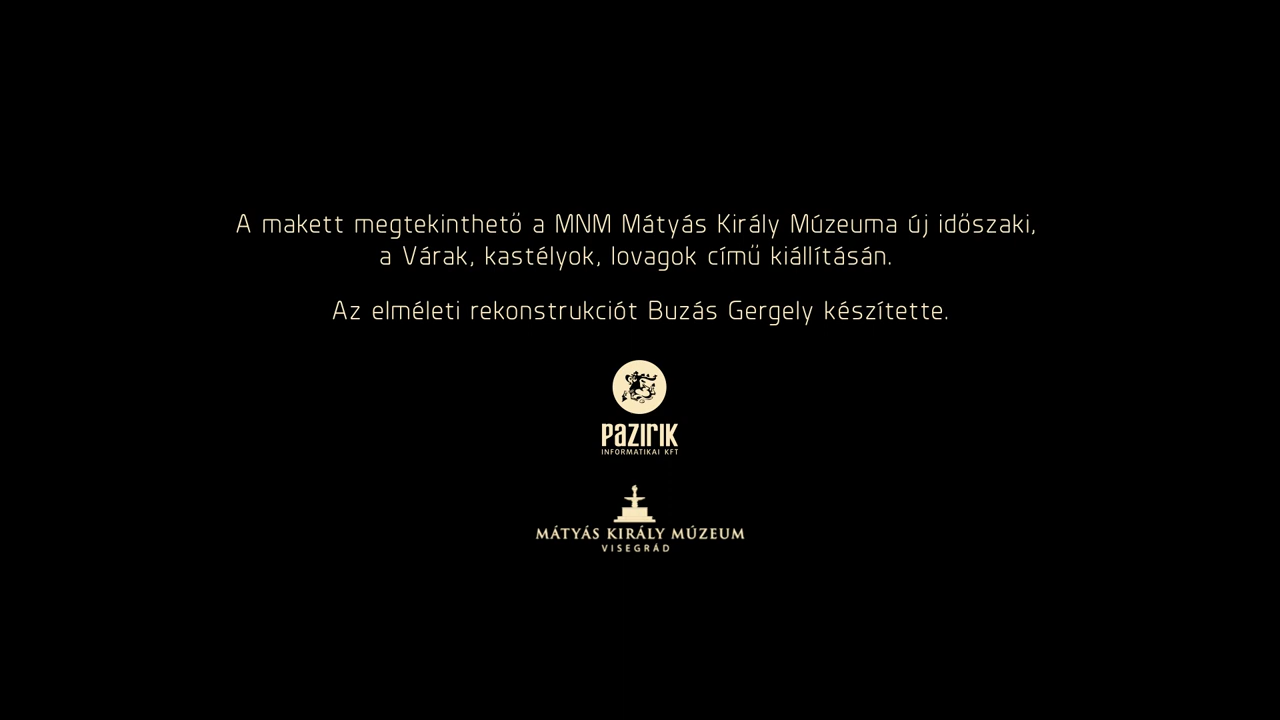 A makett megtekinthető a MNM Mátyás Király Múzeuma új időszaki,
a Várak, kastélyok, lovagok című kiállításán.
Az elméleti rekonstrukciót Buzás Gergely készítette.
PAZIRIK
INFORMATIKAI KFT
MÁTYÁS KIRÁLY MÚZEUM
VISEGRÁD